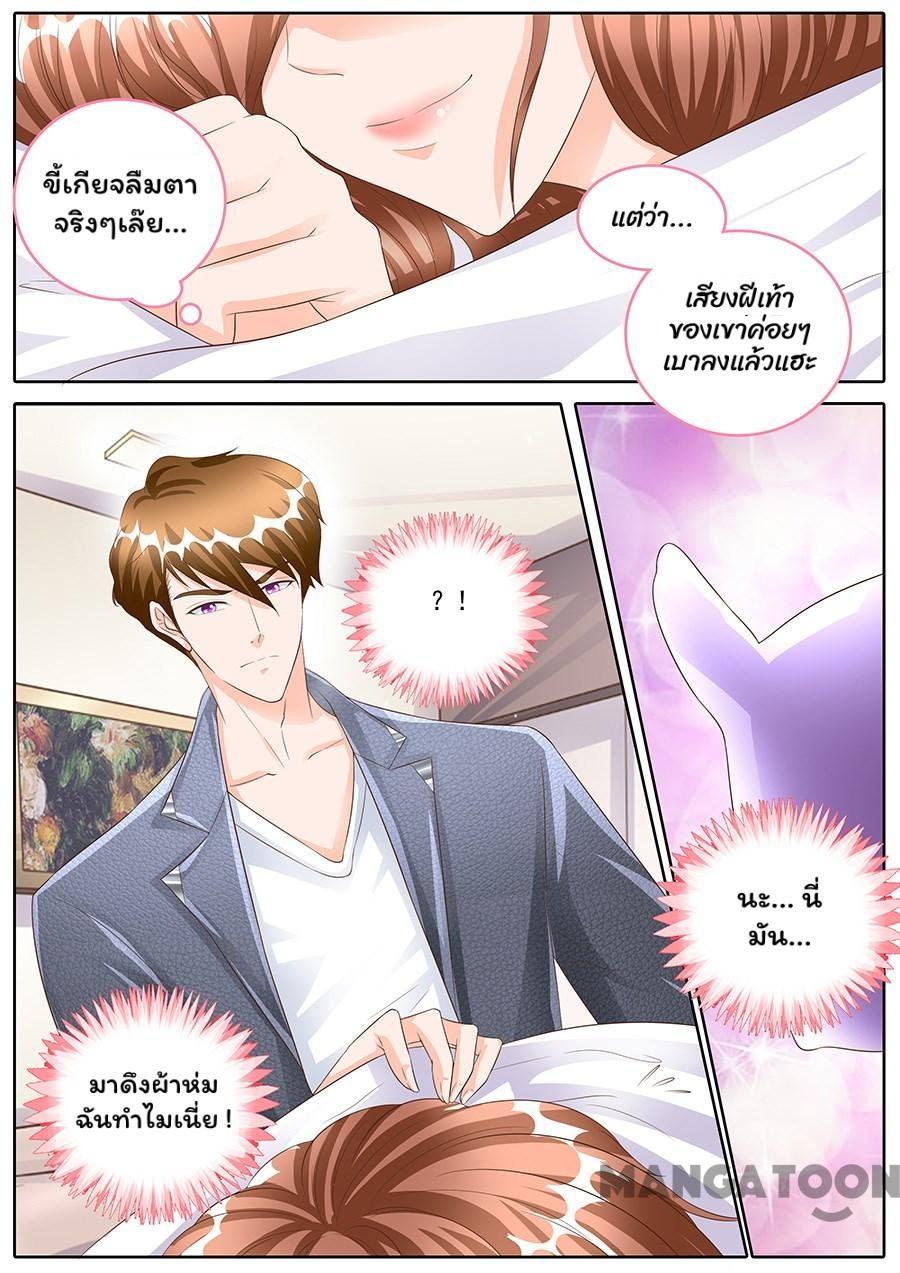 ขี้เกียจลืมตา
จริงๆเล๊ย...
แต่ว่า...
เสียงฝีเท้า
ของเขาค่อยๆ
เบาลงแล้วแฮะ
? !
นะ... นี่
มัน...
มาดึงผ้าห่ม
ฉันทำไมเนี่ย !
MANGATOON